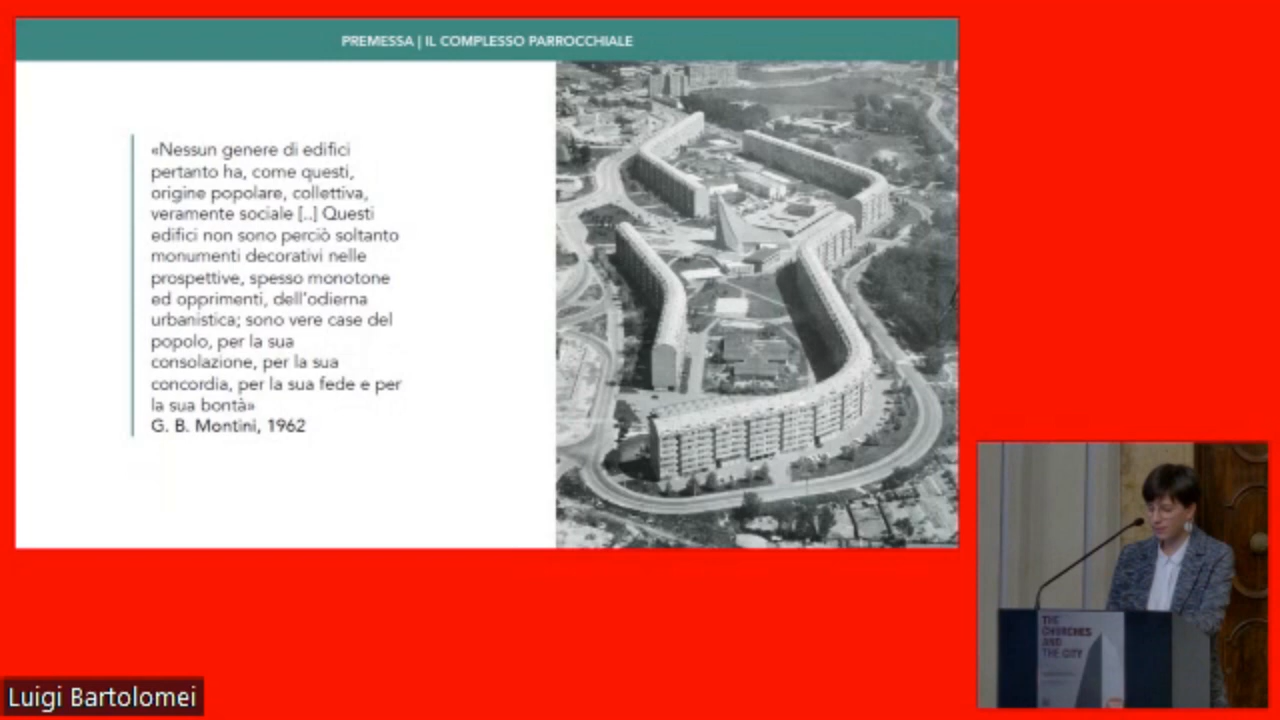 PREMESSA | IL COMPLESSO PARROCCHIALE
«Nessun genere di edifici
pertanto ha, come questi,
origine popolare, collettiva,
veramente sociale [..] Questi
edifici non sono perciò soltanto
monumenti decorativi nelle
prospettive, spesso monotone
ed opprimenti, dell'odierna
urbanistica; sono vere case del
popolo, per la sua
consolazione, per la sua
concordia, per la sua fede e per
la sua bontà»
G. B. Montini, 1962
THE
CHURCHES
AND
THE CITY
Luigi Bartolomei